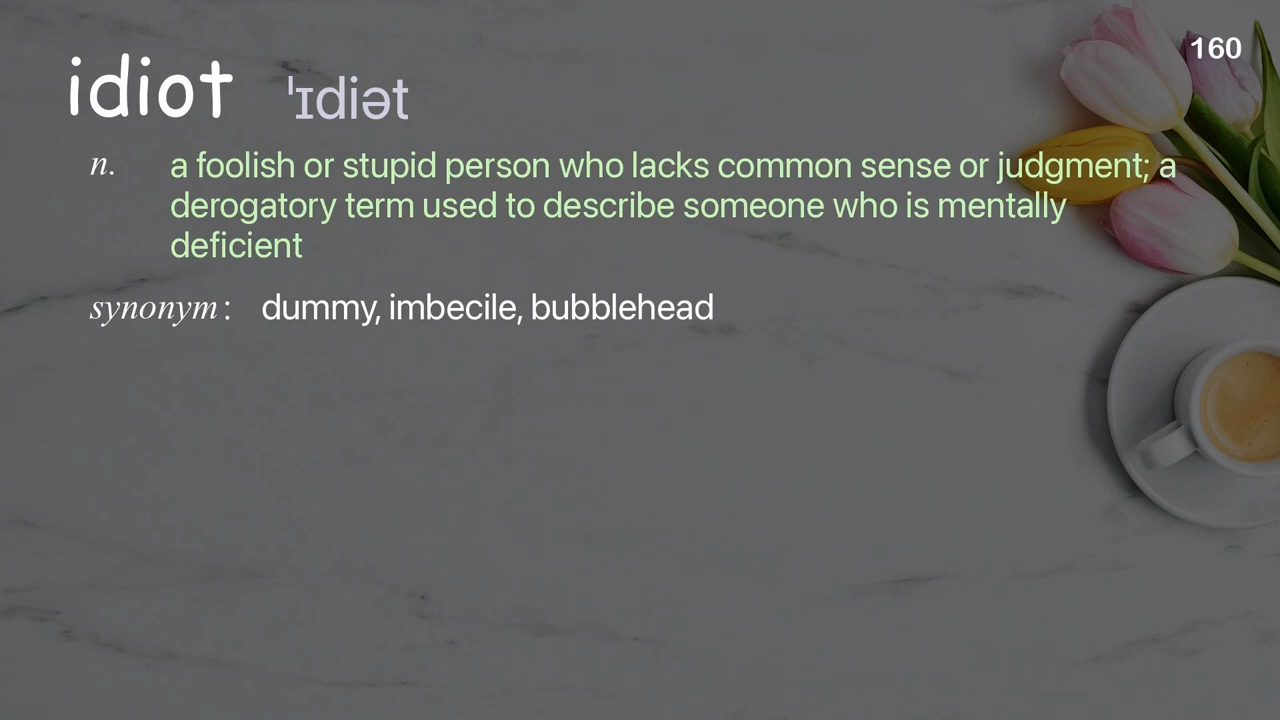 160
idiot ˈɪdiət
n. a foolish or stupid person who lacks common sense or judgment; a
derogatory term used to describe someone who is mentally
deficient
synonym: dummy, imbecile, bubblehead